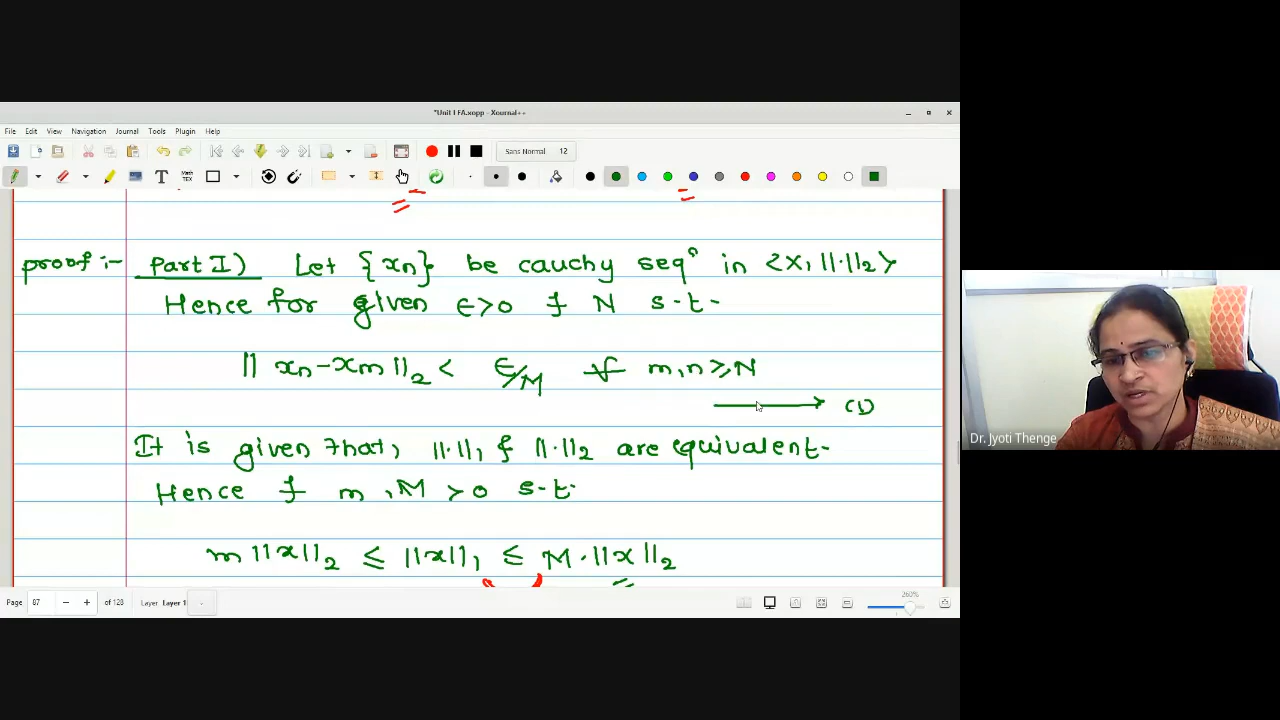 *Unit I FA.xopp - Xournal++
File Edit View Navigation Journal Tools Plugin Help
Sans Normal 12
proof :- Part I) Let {xn} be cauchy seqⁿ in <X, ||·||₂>
Hence for given ∈>0 ∃ N s.t.
|| xn - xm ||₂ < ∈/M ∀ m,n ≥ N
→ (1)
It is given that, ||·||₁ & ||·||₂ are equivalent.
Hence ∃ m, M > 0 s.t.
m ||x||₂ ≤ ||x||₁ ≤ M·||x||₂
Page 87 of 128 Layer Layer 1 260%
Dr. Jyoti Thenge